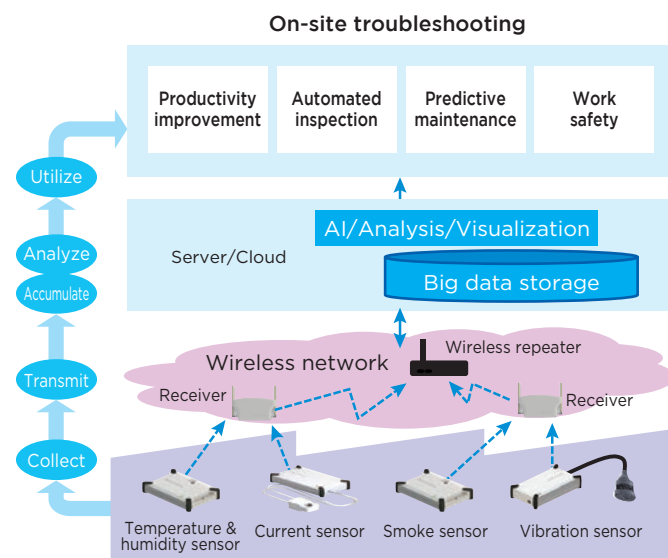 On-site troubleshooting
Productivity
improvement
Automated
inspection
Predictive
maintenance
Work
safety
Utilize
Analyze
Accumulate
Transmit
Collect
AI/Analysis/Visualization
Server/Cloud
Big data storage
Wireless network
Wireless repeater
Receiver
Receiver
Temperature &
humidity sensor
Current sensor
Smoke sensor
Vibration sensor